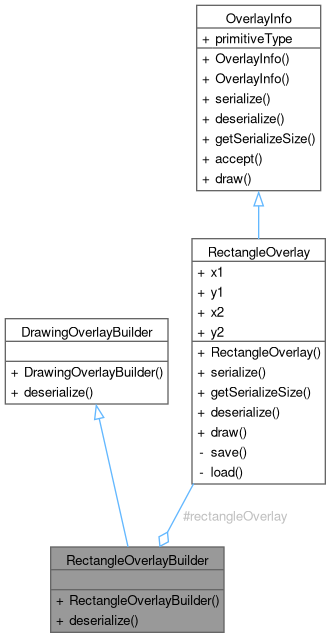 OverlayInfo
+ primitiveType
+ OverlayInfo()
+ OverlayInfo()
+ serialize()
+ deserialize()
+ getSerializeSize()
+ accept()
+ draw()
RectangleOverlay
+ x1
+ y1
+ x2
+ y2
+ RectangleOverlay()
+ serialize()
+ getSerializeSize()
+ deserialize()
+ draw()
- save()
- load()
DrawingOverlayBuilder
+ DrawingOverlayBuilder()
+ deserialize()
#rectangleOverlay
RectangleOverlayBuilder
+ RectangleOverlayBuilder()
+ deserialize()